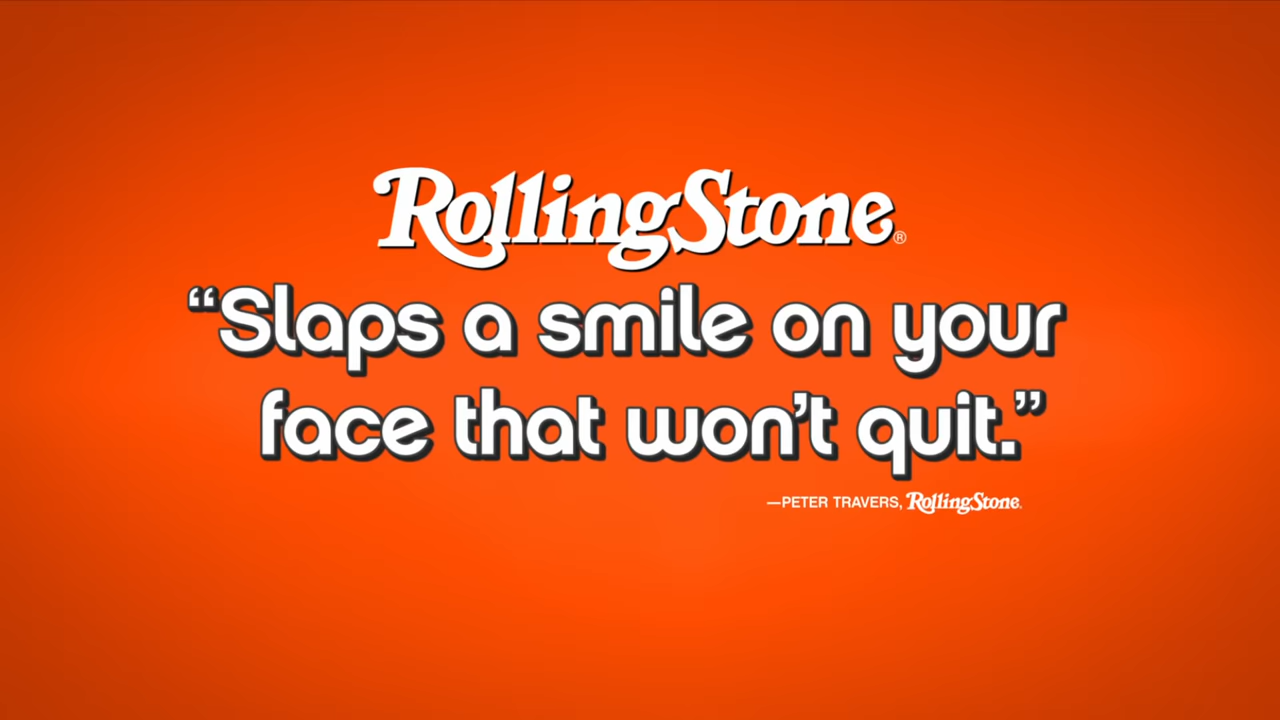 RollingStone®
“Slaps a smile on your
face that won’t quit.”
—PETER TRAVERS, RollingStone.